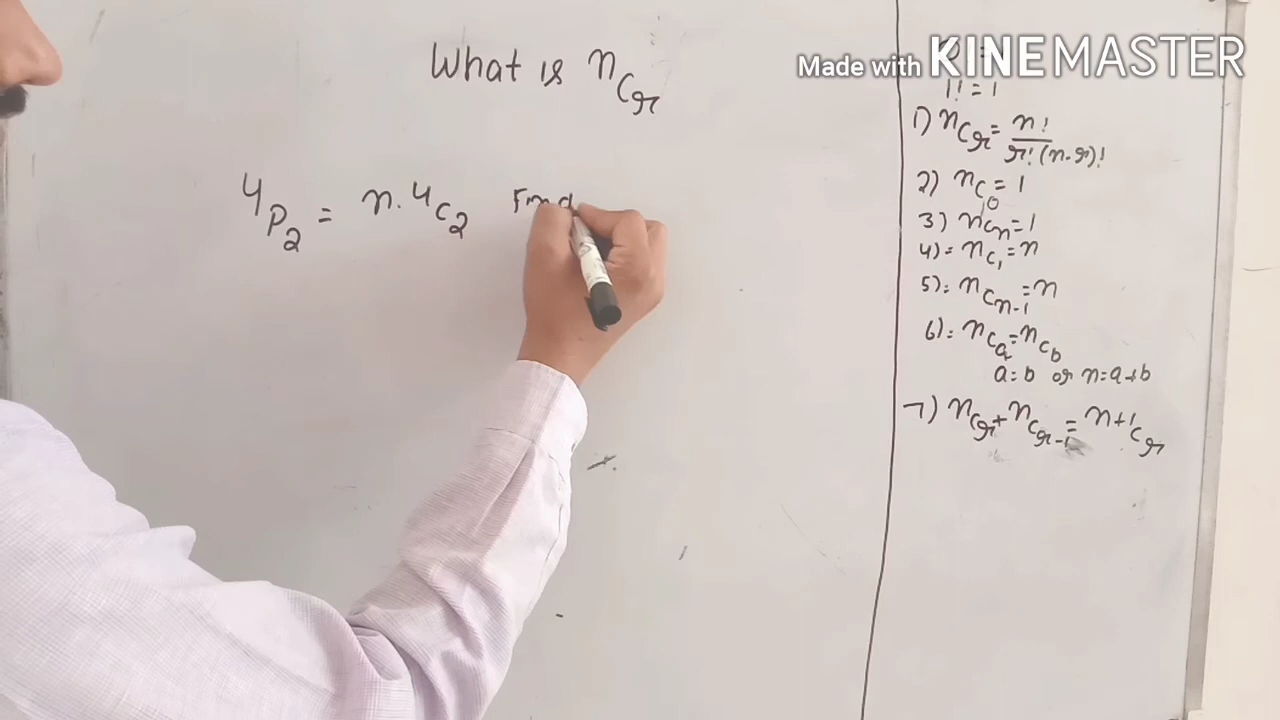 What is nCr
4P2 = n.4C2 Find
Made with KINEMASTER
1! = 1
1) nCr = n! / r!(n-r)!
2) nC0 = 1
3) nCn = 1
4) = nC1 = n
5) = nCn-1 = n
6) = nCa = nCb
a = b or n = a+b
7) nCr + nCr-1 = n+1Cr